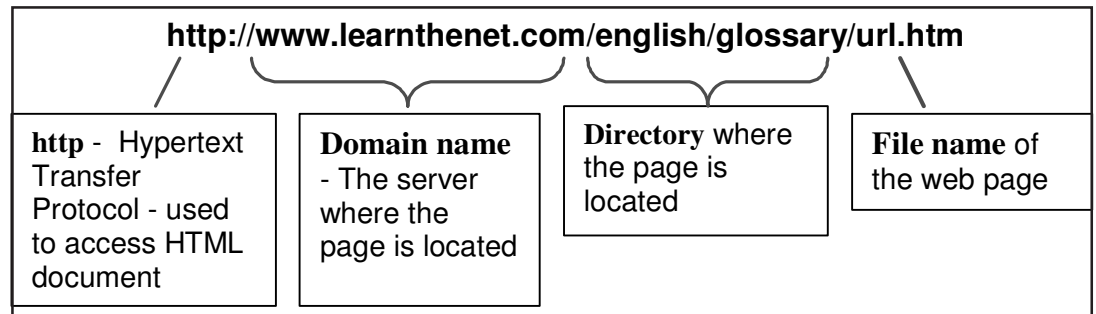 http://www.learnthenet.com/english/glossary/url.htm
http - Hypertext
Transfer
Protocol - used
to access HTML
document
Domain name
- The server
where the
page is located
Directory where
the page is
located
File name of
the web page